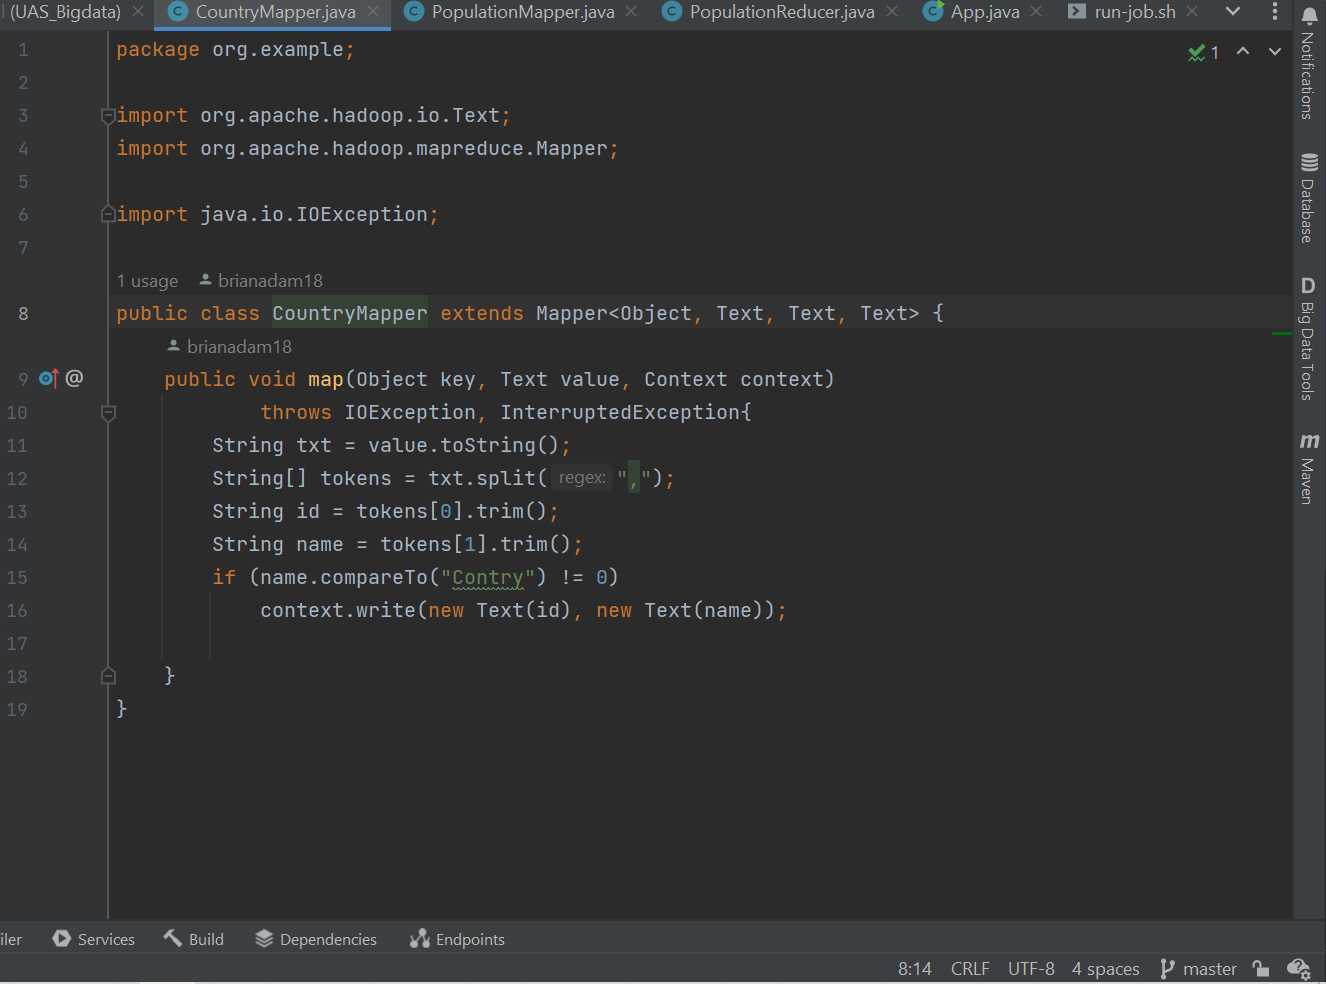 (UAS_Bigdata) CountryMapper.java PopulationMapper.java PopulationReducer.java App.java run-job.sh
1 package org.example;
1
2
3 import org.apache.hadoop.io.Text;
4 import org.apache.hadoop.mapreduce.Mapper;
5
6 import java.io.IOException;
7
1 usage brianadam18
8 public class CountryMapper extends Mapper<Object, Text, Text, Text> {
brianadam18
9 @ public void map(Object key, Text value, Context context)
10 throws IOException, InterruptedException{
11 String txt = value.toString();
12 String[] tokens = txt.split( regex: ",");
13 String id = tokens[0].trim();
14 String name = tokens[1].trim();
15 if (name.compareTo("Contry") != 0)
16 context.write(new Text(id), new Text(name));
17
18 }
19 }
Notifications
Database
D
Big Data Tools
m
Maven
iler Services Build Dependencies Endpoints
8:14 CRLF UTF-8 4 spaces master